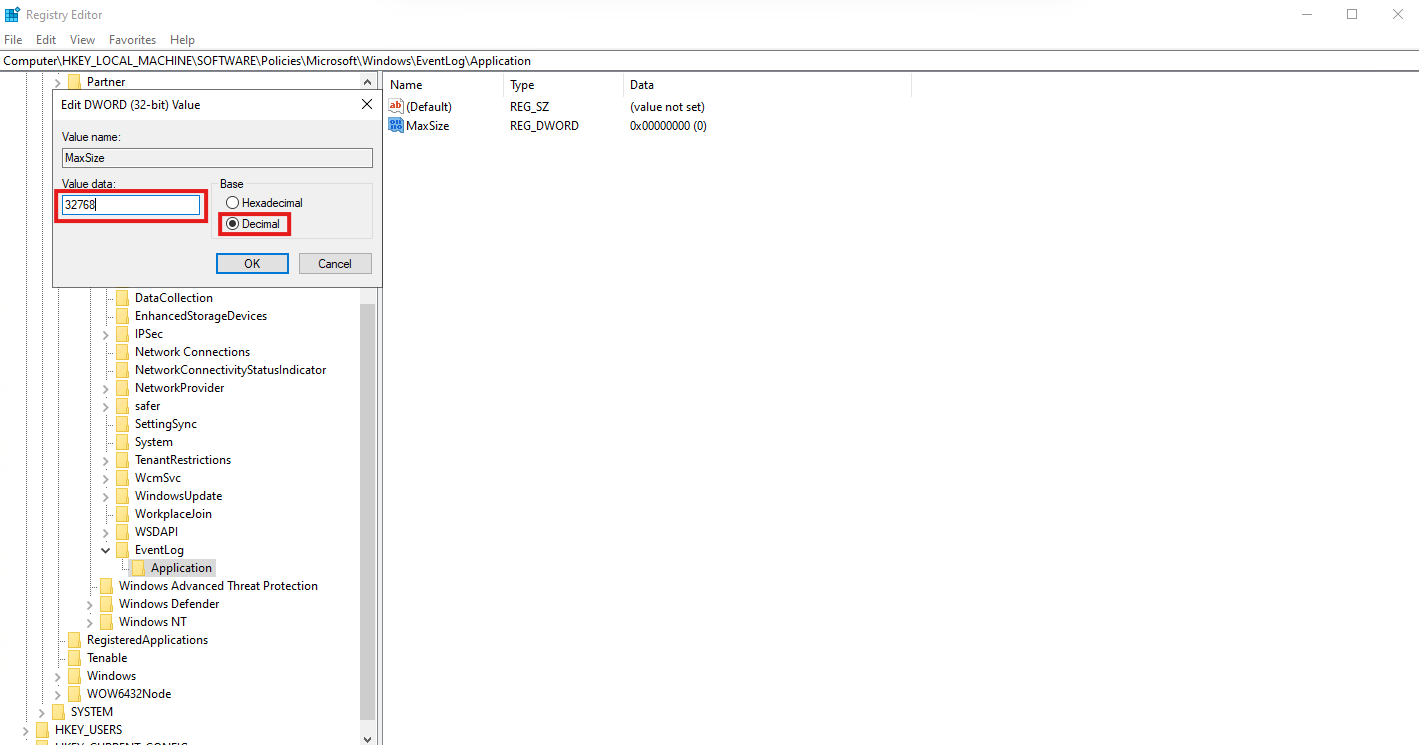 Registry Editor
File Edit View Favorites Help
Computer\HKEY_LOCAL_MACHINE\SOFTWARE\Policies\Microsoft\Windows\EventLog\Application
Partner
Edit DWORD (32-bit) Value
Value name:
MaxSize
Value data:
32768
Base
Hexadecimal
Decimal
OK Cancel
DataCollection
EnhancedStorageDevices
IPSec
Network Connections
NetworkConnectivityStatusIndicator
NetworkProvider
safer
SettingSync
System
TenantRestrictions
WcmSvc
WindowsUpdate
WorkplaceJoin
WSDAPI
EventLog
Application
Windows Advanced Threat Protection
Windows Defender
Windows NT
RegisteredApplications
Tenable
Windows
WOW6432Node
SYSTEM
HKEY_USERS
HKEY_CURRENT_CONFIG
Name Type Data
ab (Default) REG_SZ (value not set)
MaxSize REG_DWORD 0x00000000 (0)